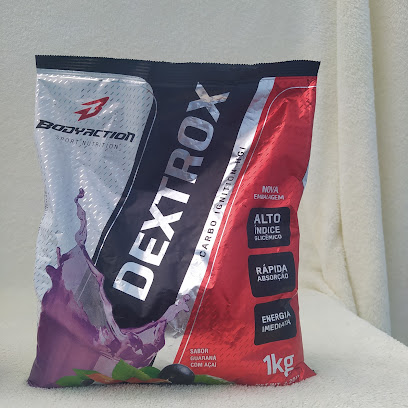 BODYACTION
SPORT NUTRITION
DEXTROX
CARBO IGNITION HGI
NOVA
EMBALAGEM
ALTO
ÍNDICE
GLICÊMICO
RÁPIDA
ABSORÇÃO
ENERGIA
IMEDIATA
SABOR
GUARANÁ
COM AÇAÍ
1kg